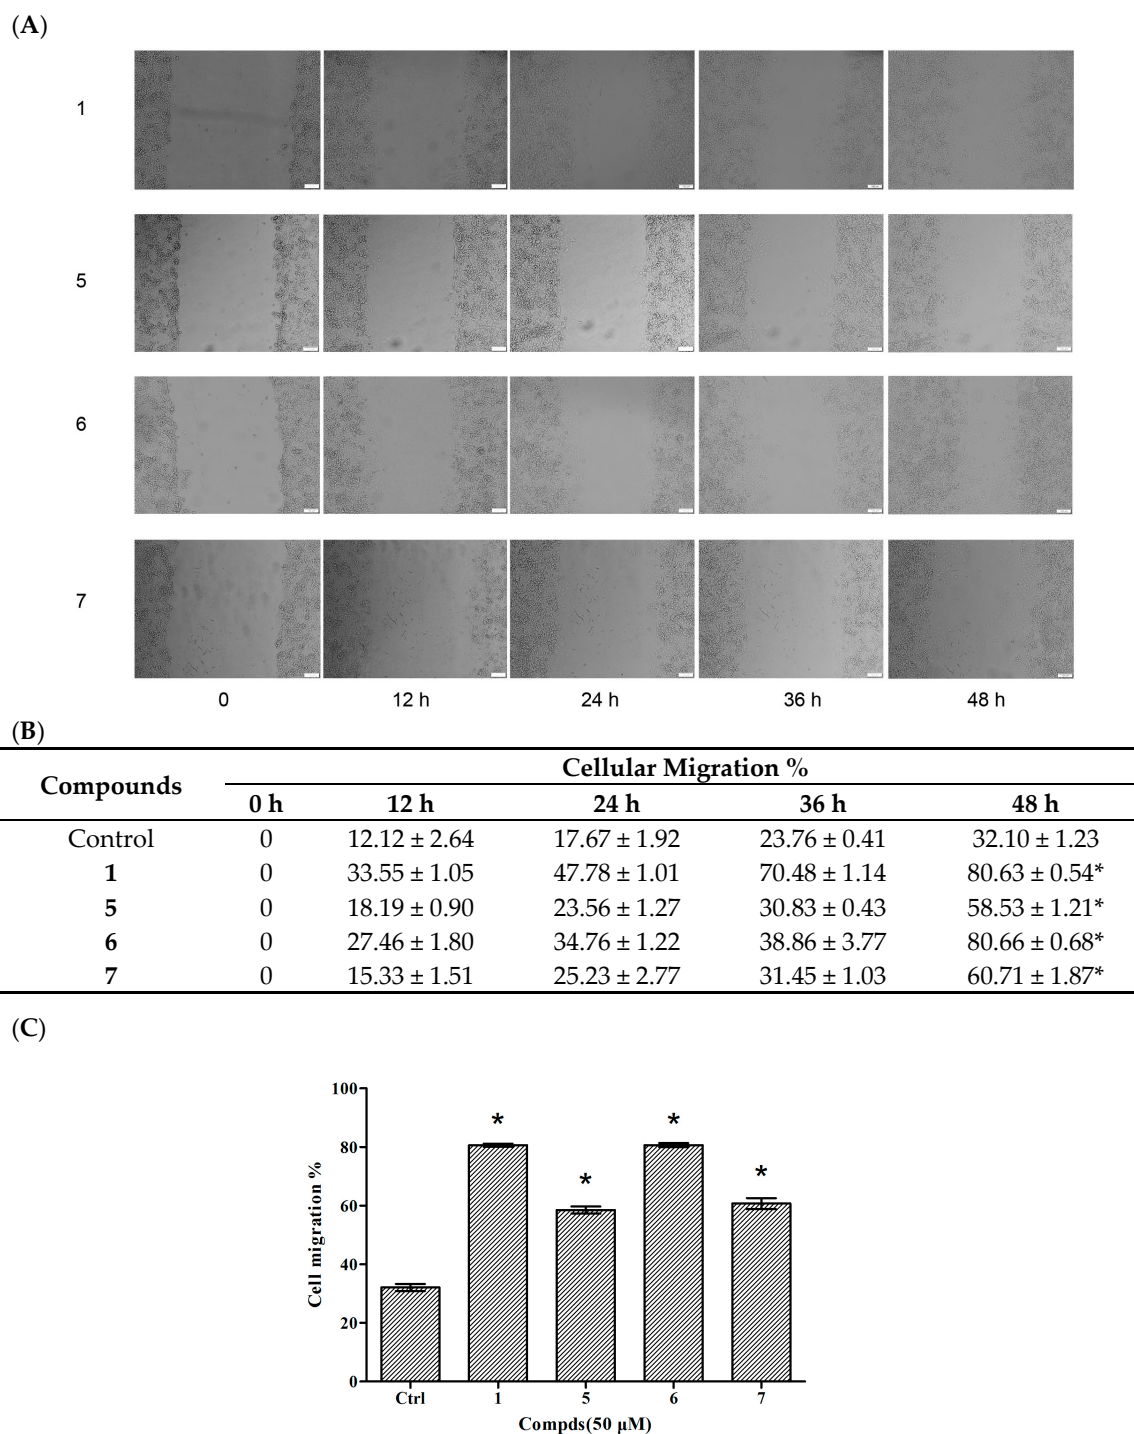 (A)
1
5
6
7
0 12 h 24 h 36 h 48 h
(B)
Compounds Cellular Migration %
0 h 12 h 24 h 36 h 48 h
Control 0 12.12 ± 2.64 17.67 ± 1.92 23.76 ± 0.41 32.10 ± 1.23
1 0 33.55 ± 1.05 47.78 ± 1.01 70.48 ± 1.14 80.63 ± 0.54*
5 0 18.19 ± 0.90 23.56 ± 1.27 30.83 ± 0.43 58.53 ± 1.21*
6 0 27.46 ± 1.80 34.76 ± 1.22 38.86 ± 3.77 80.66 ± 0.68*
7 0 15.33 ± 1.51 25.23 ± 2.77 31.45 ± 1.03 60.71 ± 1.87*
(C)
Cell migration %
100
80
60
40
20
0
* * * *
Ctrl 1 5 6 7
Compds(50 μM)